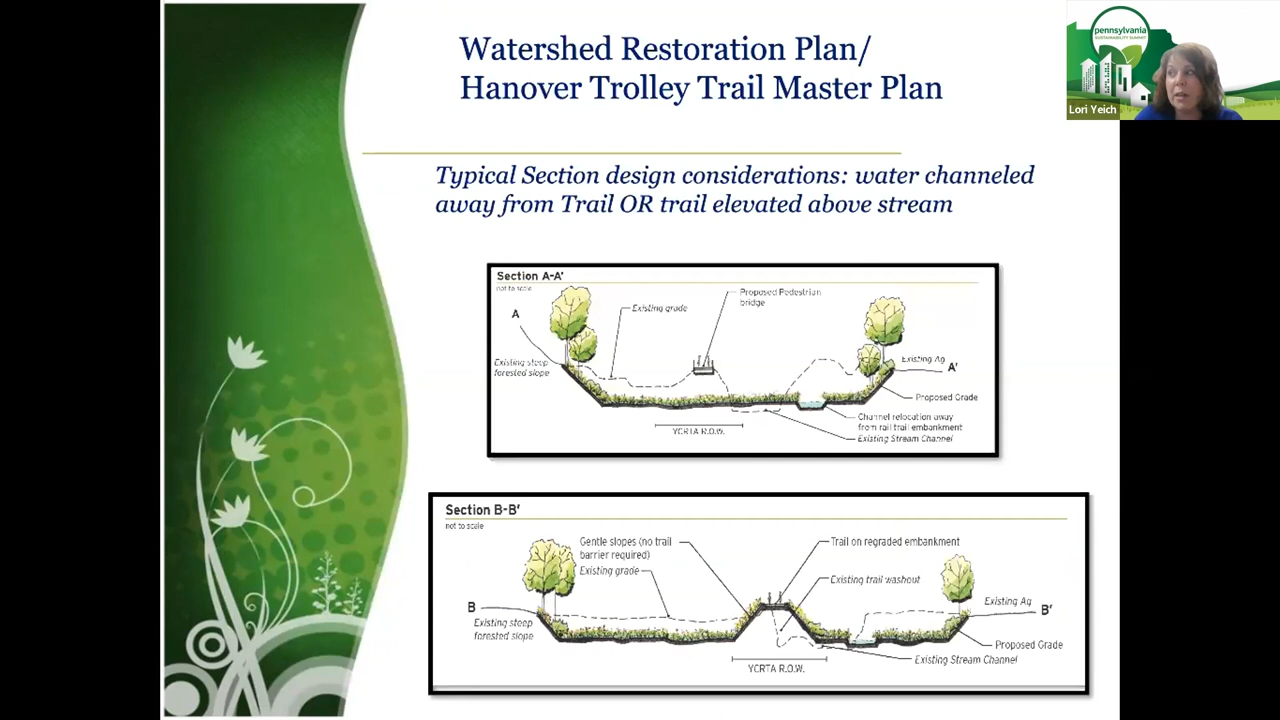 Watershed Restoration Plan/
Hanover Trolley Trail Master Plan
pennsylvania
SUSTAINABILITY SUMMIT
Lori Yeich
Typical Section design considerations: water channeled
away from Trail OR trail elevated above stream
Section A-A'
not to scale
A
Existing grade
Proposed Pedestrian
bridge
Existing steep
forested slope
Existing Ag
A'
Proposed Grade
Channel relocation away
from rail trail embankment
Existing Stream Channel
YCRTA R.O.W.
Section B-B'
not to scale
Gentle slopes (no trail
barrier required)
Existing grade
Trail on regraded embankment
Existing trail washout
B
Existing steep
forested slope
Existing Ag
B'
Proposed Grade
Existing Stream Channel
YCRTA R.O.W.